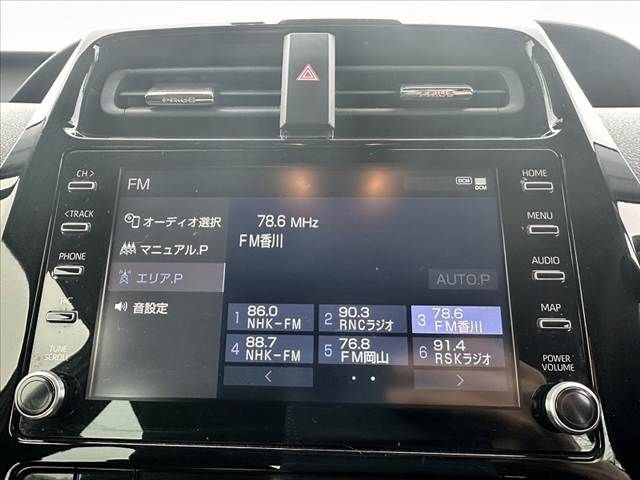 PRIUS
PRIUS
CH >
< TRACK
PHONE
TUNE
SCROLL
FM
DCM
DCM
オーディオ選択
マニュアル.P
エリア.P
音設定
78.6 MHz
FM香川
AUTO.P
1 86.0 NHK-FM
2 90.3 RNCラジオ
3 78.6 FM香川
4 88.7 NHK-FM
5 76.8 FM岡山
6 91.4 RSKラジオ
<
>
HOME
MENU
AUDIO
MAP
POWER
VOLUME